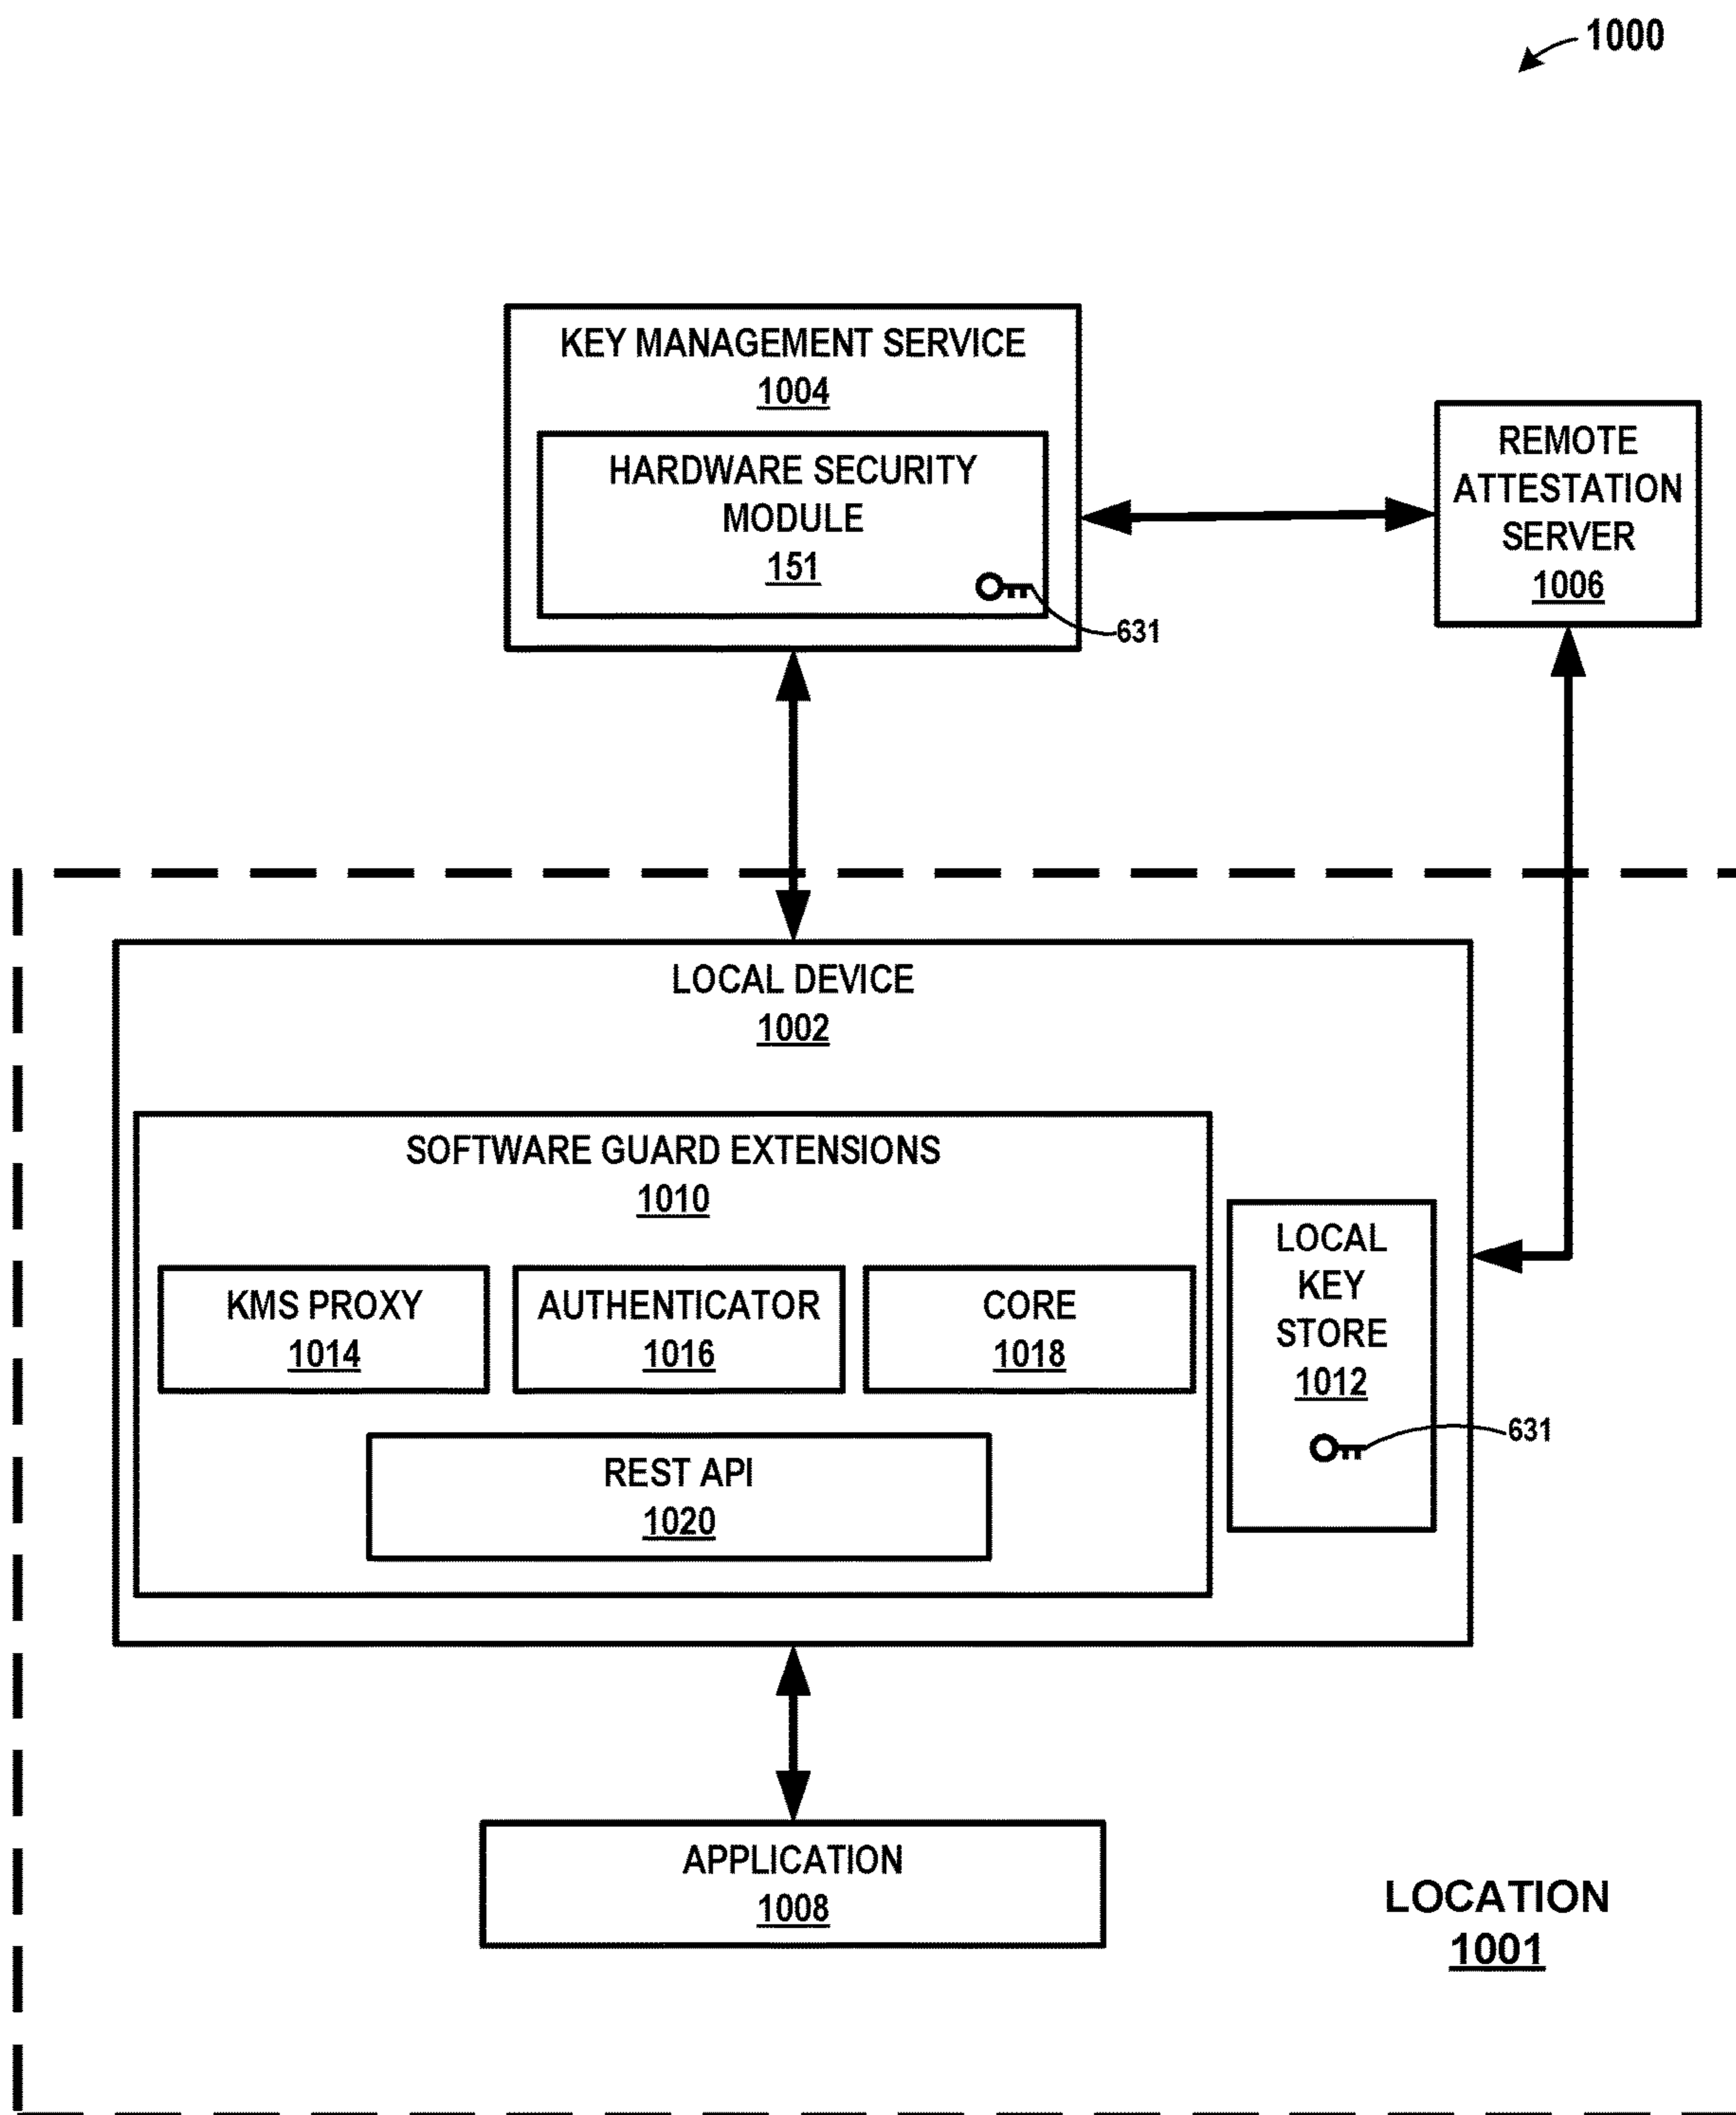 1000
KEY MANAGEMENT SERVICE
1004
HARDWARE SECURITY
MODULE
151
631
REMOTE
ATTESTATION
SERVER
1006
LOCAL DEVICE
1002
SOFTWARE GUARD EXTENSIONS
1010
KMS PROXY
1014
AUTHENTICATOR
1016
CORE
1018
REST API
1020
LOCAL
KEY
STORE
1012
631
APPLICATION
1008
LOCATION
1001